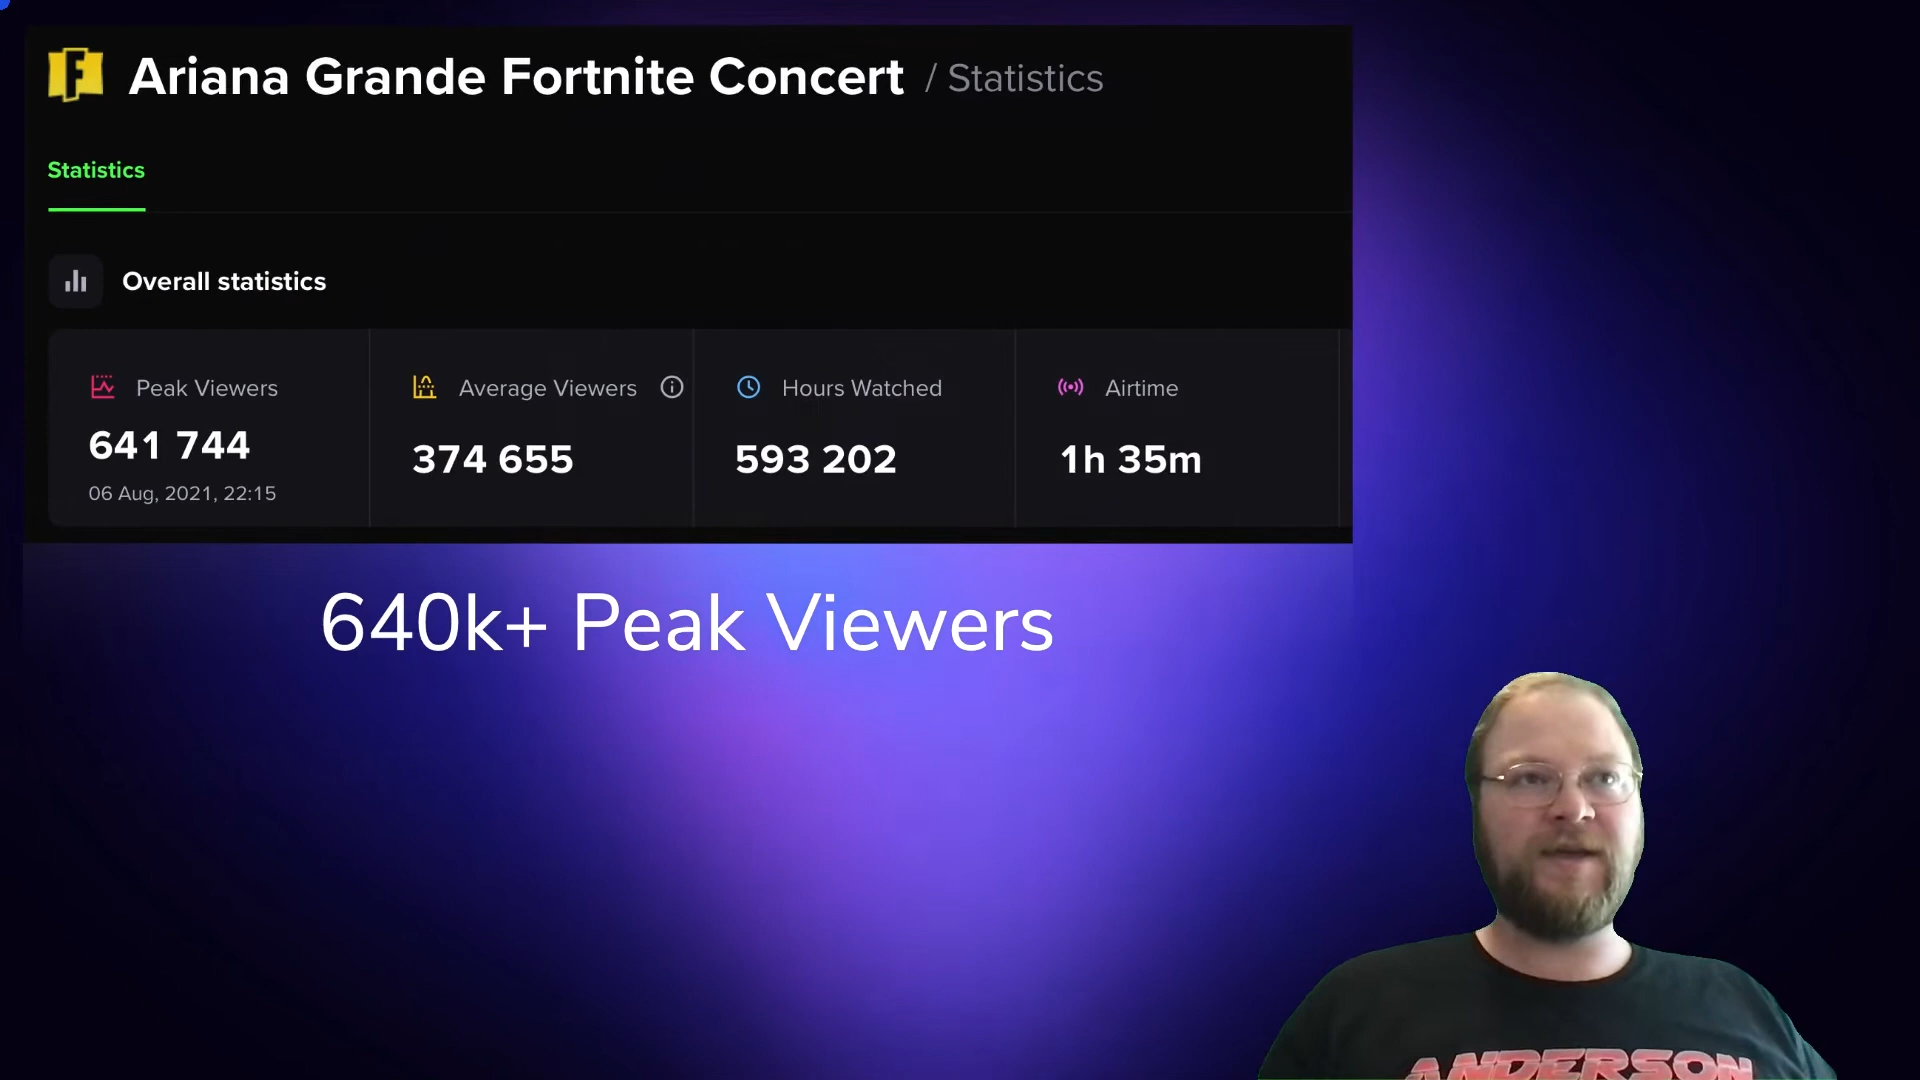 Ariana Grande Fortnite Concert / Statistics
Statistics
Overall statistics
Peak Viewers
641 744
06 Aug, 2021, 22:15
Average Viewers
374 655
Hours Watched
593 202
Airtime
1h 35m
640k+ Peak Viewers
ANDERSON